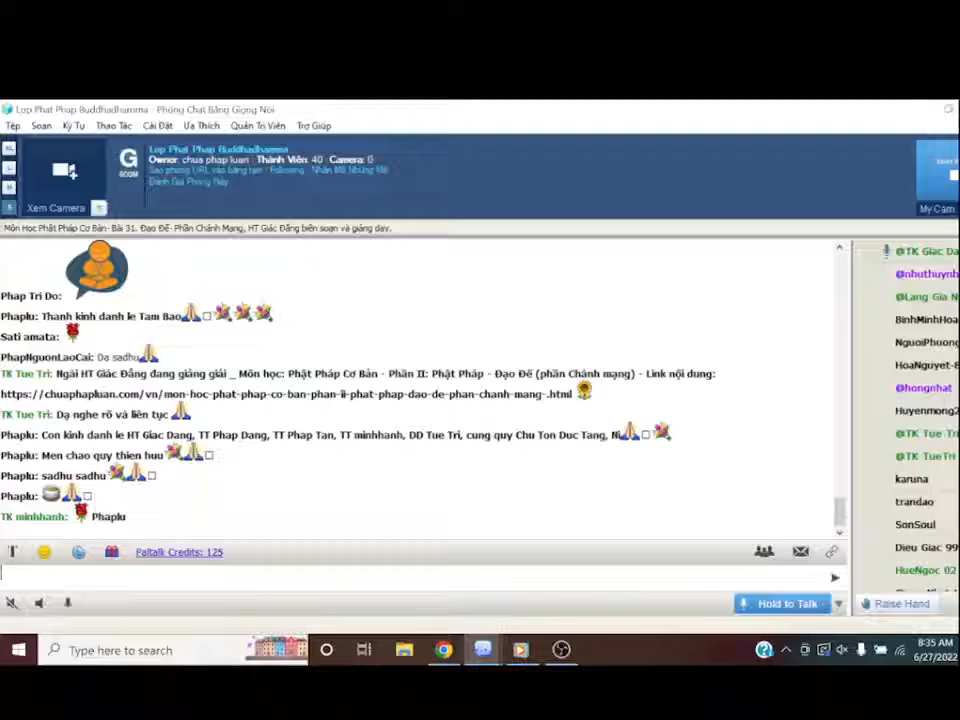 Lop Phat Phap Buddhadhamma - Phòng Chat Bằng Giọng Nói
Tệp Soạn Ký Tự Thao Tác Cài Đặt Ưa Thích Quản Trị Viên Trợ Giúp
Lop Phat Phap Buddhadhamma
Owner: chua phap luan · Thành Viên: 40 · Camera: 0
G
ROOM
Đánh Giá Phòng Này
Xem Camera
My Cam
Môn Học Phật Pháp Cơ Bản- Bài 31. Đạo Đế- Phần Chánh Mạng, HT Giác Đẳng biên soạn và giảng dạy.
Phap Tri Do:
Phaplu: Thanh kinh danh le Tam Bao
Sati amata:
PhapNguonLaoCai: Da sadhu
TK Tue Tri: Ngài HT Giác Đẳng đang giảng giải _ Môn học: Phật Pháp Cơ Bản - Phần II: Phật Pháp - Đạo Đế (phần Chánh mạng) - Link nội dung:
https://chuaphapluan.com/vn/mon-hoc-phat-phap-co-ban-phan-ii-phat-phap-dao-de-phan-chanh-mang-.html
TK Tue Tri: Dạ nghe rõ và liên tục
Phaplu: Con kinh danh le HT Giac Dang, TT Phap Dang, TT Phap Tan, TT minhhanh, DD Tue Tri, cung quy Chu Ton Duc Tang, Ni
Phaplu: Men chao quy thien huu
Phaplu: sadhu sadhu
Phaplu:
TK minhhanh: Phaplu
@TK Giac Da
@nhuthuynh
@Lang Gia N
BinhMinhHoa
NguoiPhuong
HoaNguyet-8
@hongnhat
Huyenmong2
@TK Tue Tri
@TK TueTri
karuna
trandao
SonSoul
Dieu Giac 99
HueNgoc 02
T
Paltalk Credits: 125
Hold to Talk
Raise Hand
Type here to search
8:35 AM
6/27/2022